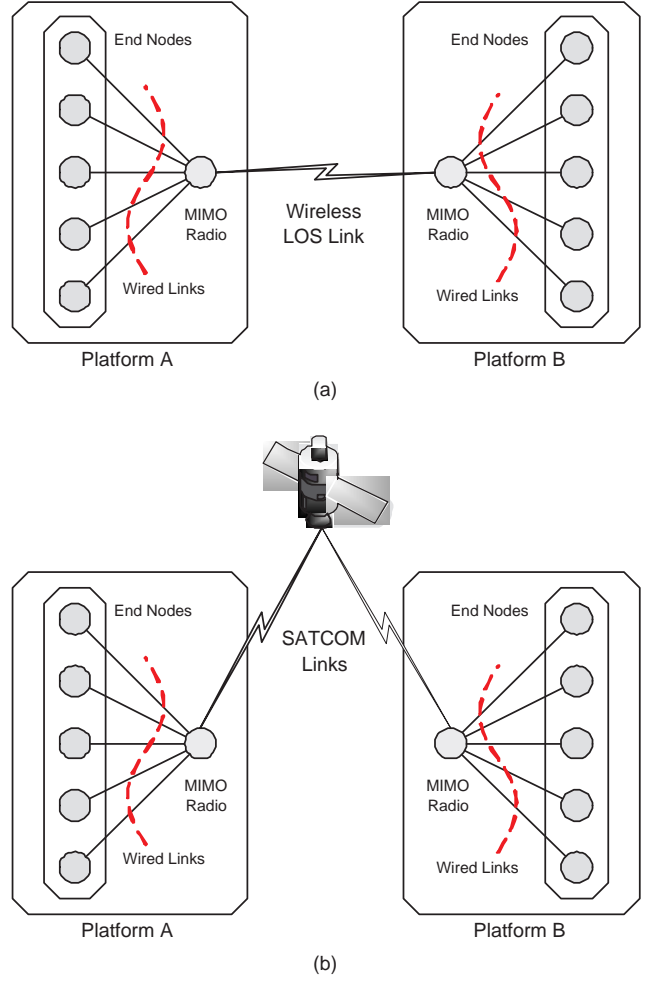 End Nodes
End Nodes
MIMO
Radio
Wireless
LOS Link
MIMO
Radio
Wired Links
Wired Links
Platform A
Platform B
(a)
End Nodes
End Nodes
SATCOM
Links
MIMO
Radio
MIMO
Radio
Wired Links
Wired Links
Platform A
Platform B
(b)